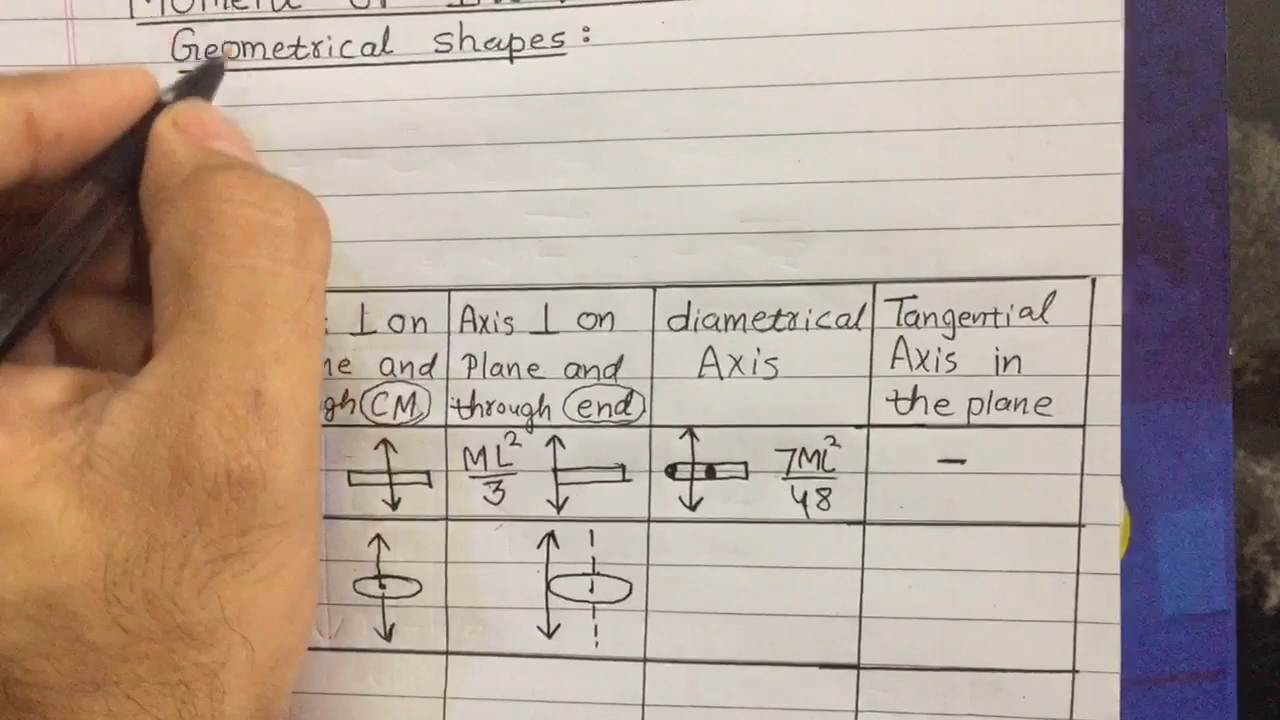 Geometrical shapes :
⊥ on
and
CM
Axis ⊥ on
Plane and
through end
diametrical
Axis
Tangential
Axis in
the plane
ML²/3
7ML²/48
–